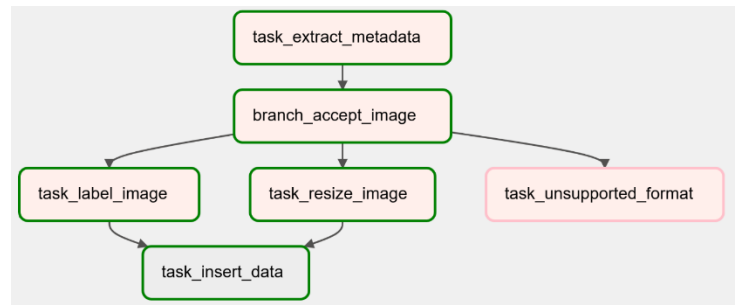 task_extract_metadata
branch_accept_image
task_label_image
task_resize_image
task_unsupported_format
task_insert_data